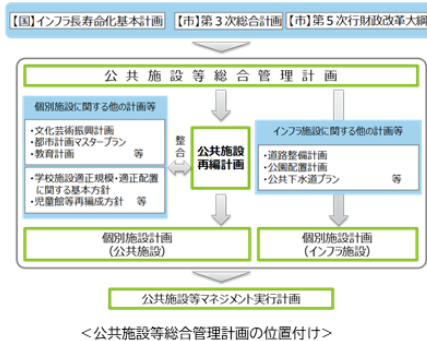 【国】インフラ長寿命化基本計画 【市】第3次総合計画 【市】第5次行財政改革大綱
公共施設等総合管理計画
個別施設に関する他の計画等
・文化芸術振興計画
・都市計画マスタープラン
・教育計画 等
・学校施設適正規模・適正配置
に関する基本方針
・児童館等再編成方針 等
整合
公共施設
再編計画
インフラ施設に関する他の計画等
・道路整備計画
・公園配置計画
・公共下水道プラン 等
個別施設計画
(公共施設)
個別施設計画
(インフラ施設)
公共施設等マネジメント実行計画
<公共施設等総合管理計画の位置付け>